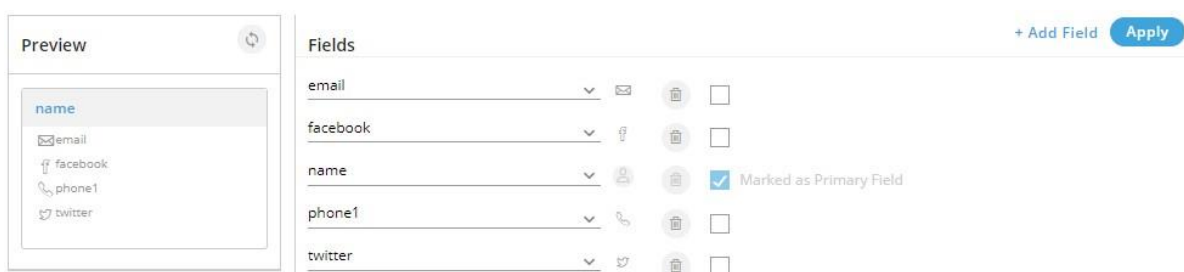 Preview
name
email
facebook
phone1
twitter
Fields
+ Add Field
Apply
email
facebook
name
Marked as Primary Field
phone1
twitter